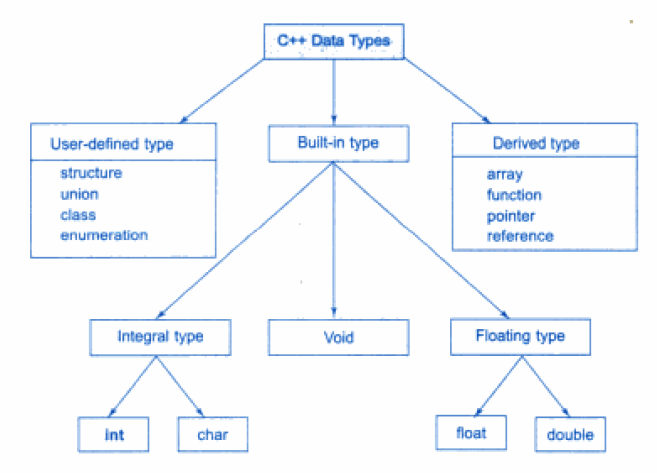 C++ Data Types
User-defined type
structure
union
class
enumeration
Built-in type
Derived type
array
function
pointer
reference
Integral type
Void
Floating type
int
char
float
double